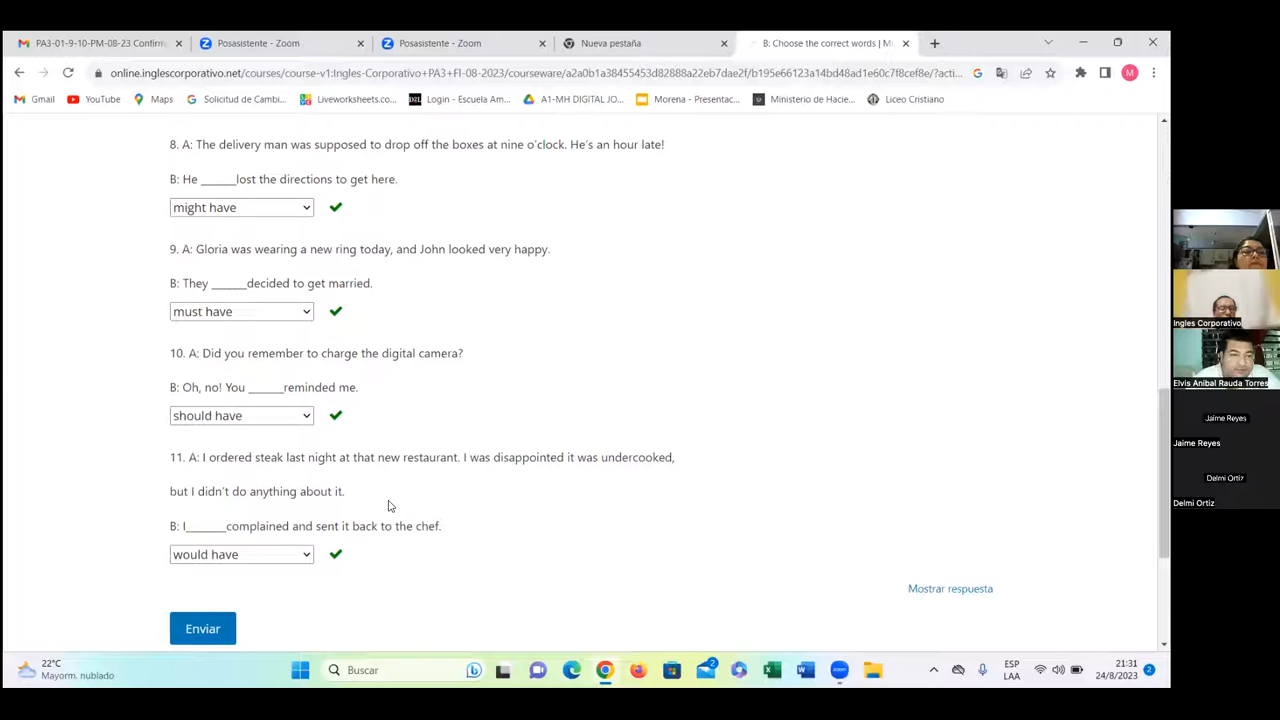 PA3-01-9-10-PM-08-23 Confirm
Posasistente - Zoom
Posasistente - Zoom
Nueva pestaña
B: Choose the correct words | Mi
online.inglescorporativo.net/courses/course-v1:Ingles-Corporativo+PA3+FI-08-2023/courseware/a2a0b1a38455453d82888a22eb7dae2f/b195e66123a14bd48ad1e60c7f8cef8e/?acti...
M
Gmail
YouTube
Maps
Solicitud de Cambi...
Liveworksheets.co...
D2L
Login - Escuela Am...
A1-MH DIGITAL JO...
Morena - Presentac...
Ministerio de Hacie...
Liceo Cristiano
8. A: The delivery man was supposed to drop off the boxes at nine o'clock. He's an hour late!
B: He ______lost the directions to get here.
might have
9. A: Gloria was wearing a new ring today, and John looked very happy.
B: They ______decided to get married.
must have
10. A: Did you remember to charge the digital camera?
B: Oh, no! You ______reminded me.
should have
11. A: I ordered steak last night at that new restaurant. I was disappointed it was undercooked,
but I didn't do anything about it.
B: I_______complained and sent it back to the chef.
would have
Mostrar respuesta
Enviar
Ingles Corporativo
Elvis Anibal Rauda Torres
Jaime Reyes
Jaime Reyes
Delmi Ortiz
Delmi Ortiz
22°C
Mayorm. nublado
Buscar
2
ESP
LAA
21:31
24/8/2023
2